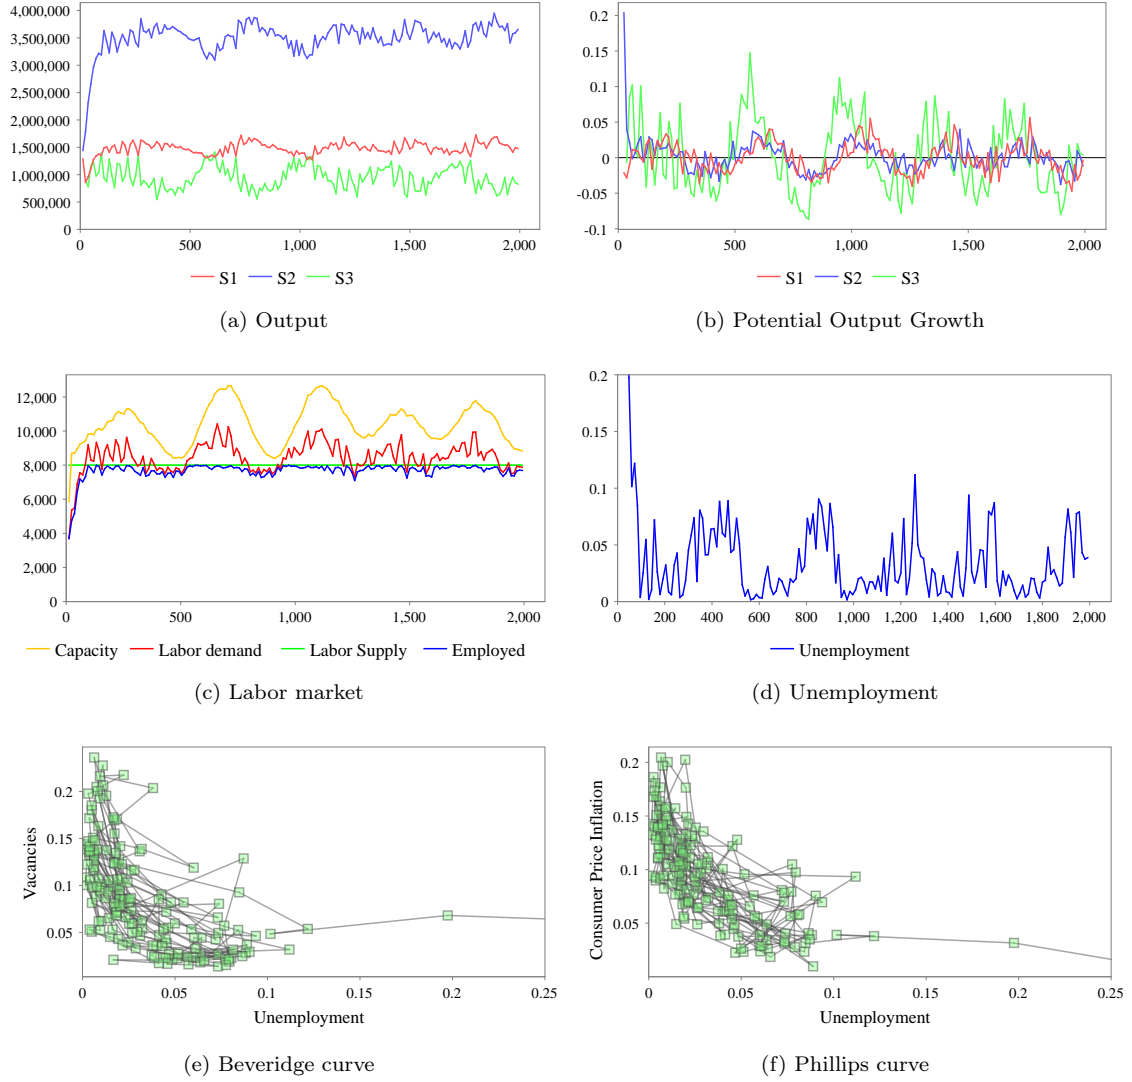 4,000,000
3,500,000
3,000,000
2,500,000
2,000,000
1,500,000
1,000,000
500,000
0
0 500 1,000 1,500 2,000
S1 S2 S3
(a) Output
0.2
0.15
0.1
0.05
0
-0.05
-0.1
0 500 1,000 1,500 2,000
S1 S2 S3
(b) Potential Output Growth
12,000
10,000
8,000
6,000
4,000
2,000
0
0 500 1,000 1,500 2,000
Capacity Labor demand Labor Supply Employed
(c) Labor market
0.2
0.15
0.1
0.05
0
0 200 400 600 800 1,000 1,200 1,400 1,600 1,800 2,000
Unemployment
(d) Unemployment
Vacancies
0.2
0.15
0.1
0.05
0 0.05 0.1 0.15 0.2 0.25
Unemployment
(e) Beveridge curve
Consumer Price Inflation
0.2
0.15
0.1
0.05
0 0.05 0.1 0.15 0.2 0.25
Unemployment
(f) Phillips curve